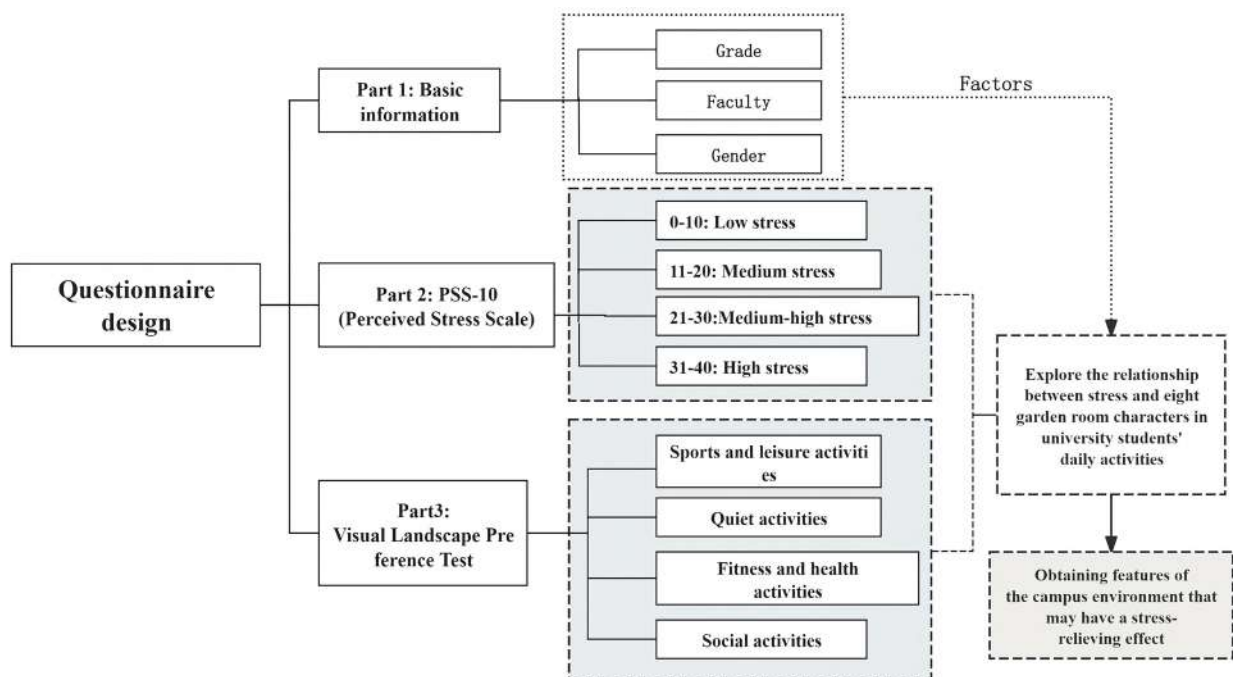 Questionnaire
design
Part 1: Basic
information
Grade
Faculty
Gender
Factors
Part 2: PSS-10
(Perceived Stress Scale)
0-10: Low stress
11-20: Medium stress
21-30:Medium-high stress
31-40: High stress
Part3:
Visual Landscape Pre
ference Test
Sports and leisure activiti
es
Quiet activities
Fitness and health
activities
Social activities
Explore the relationship
between stress and eight
garden room characters in
university students'
daily activities
Obtaining features of
the campus environment that
may have a stress-
relieving effect